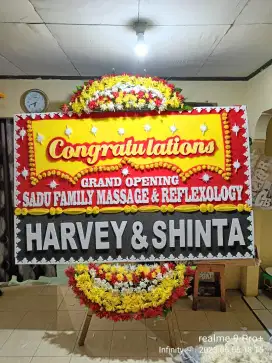 Congratulations
GRAND OPENING
SADU FAMILY MASSAGE & REFLEXOLOGY
HARVEY & SHINTA
realme 9 Pro+